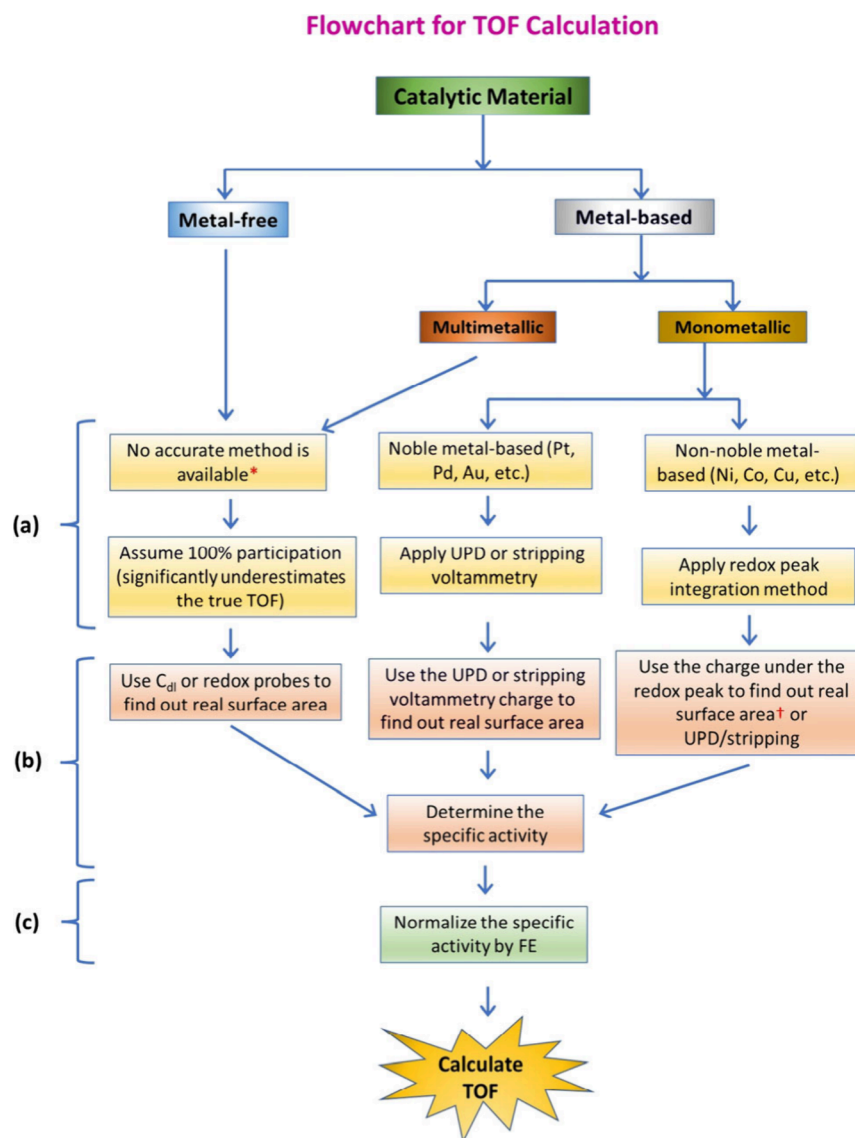 Flowchart for TOF Calculation
Catalytic Material
Metal-free
Metal-based
Multimetallic
Monometallic
(a)
No accurate method is
available*
Noble metal-based (Pt,
Pd, Au, etc.)
Non-noble metal-
based (Ni, Co, Cu, etc.)
Assume 100% participation
(significantly underestimates
the true TOF)
Apply UPD or stripping
voltammetry
Apply redox peak
integration method
(b)
Use Cdl or redox probes to
find out real surface area
Use the UPD or stripping
voltammetry charge to
find out real surface area
Use the charge under the
redox peak to find out real
surface area† or
UPD/stripping
Determine the
specific activity
(c)
Normalize the specific
activity by FE
Calculate
TOF